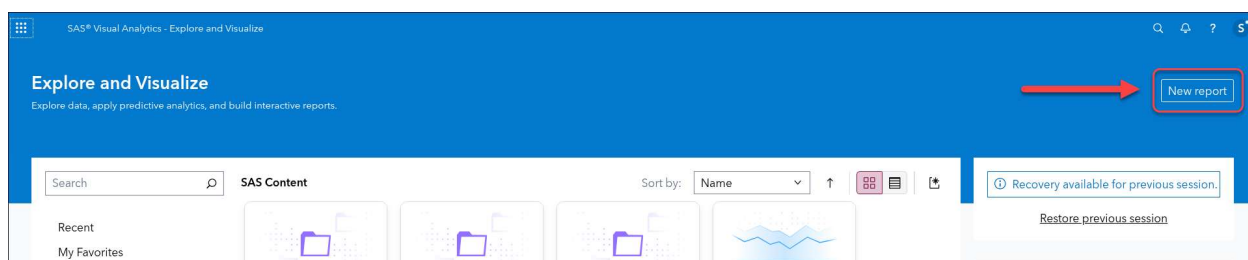 SAS® Visual Analytics - Explore and Visualize
?
S
Explore and Visualize
Explore data, apply predictive analytics, and build interactive reports.
New report
Search
SAS Content
Sort by:
Name
Recovery available for previous session.
Restore previous session
Recent
My Favorites